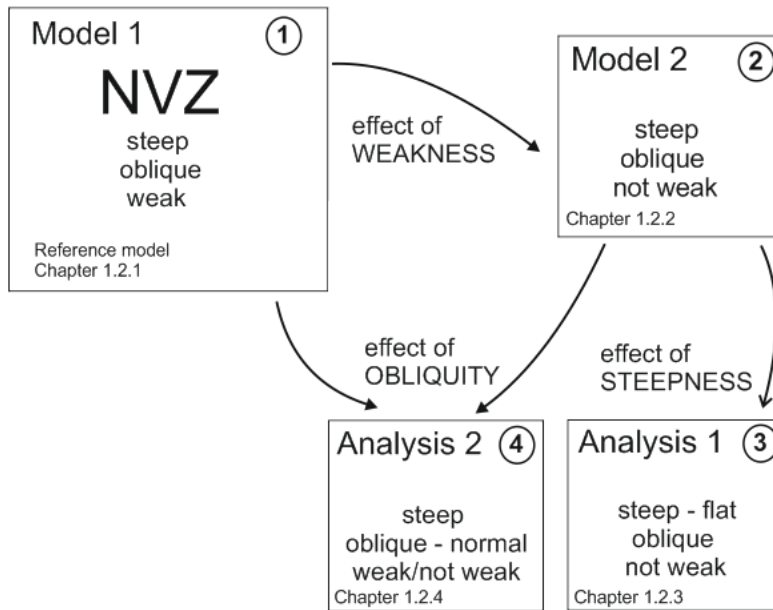 Model 1 ①
NVZ
steep
oblique
weak
Reference model
Chapter 1.2.1
effect of
WEAKNESS
Model 2 ②
steep
oblique
not weak
Chapter 1.2.2
effect of
OBLIQUITY
effect of
STEEPNESS
Analysis 2 ④
steep
oblique - normal
weak/not weak
Chapter 1.2.4
Analysis 1 ③
steep - flat
oblique
not weak
Chapter 1.2.3